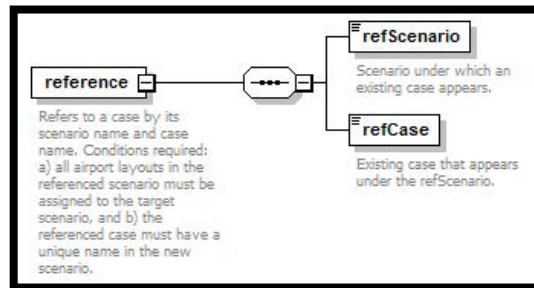 reference
Refers to a case by its
scenario name and case
name. Conditions required:
a) all airport layouts in the
referenced scenario must be
assigned to the target
scenario, and b) the
referenced case must have a
unique name in the new
scenario.
refScenario
Scenario under which an
existing case appears.
refCase
Existing case that appears
under the refScenario.